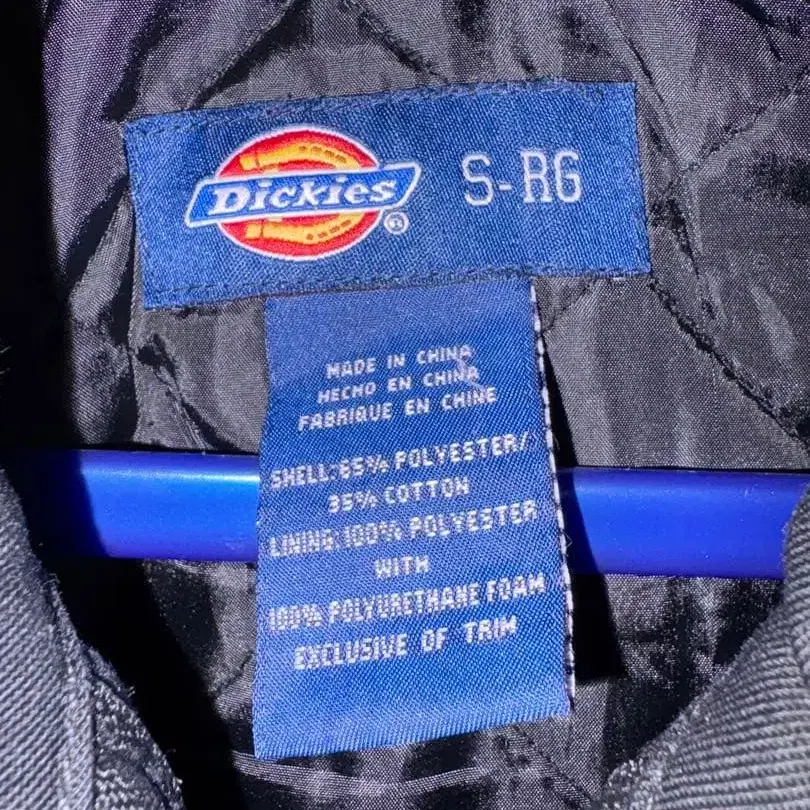 Dickies®
S-RG
MADE IN CHINA
HECHO EN CHINA
FABRIQUE EN CHINE
SHELL:65% POLYESTER/
35% COTTON
LINING:100% POLYESTER
WITH
100% POLYURETHANE FOAM
EXCLUSIVE OF TRIM